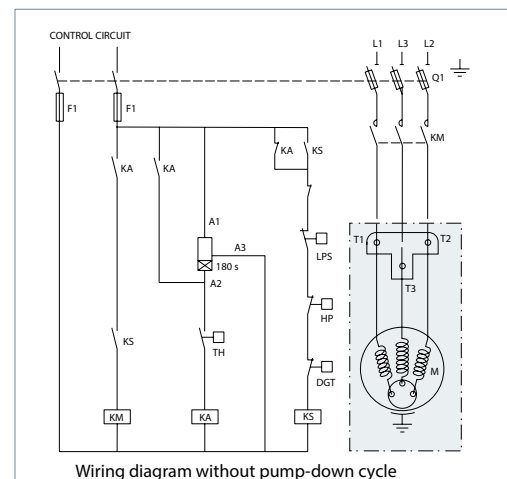 CONTROL CIRCUIT
L1 L3 L2
F1 F1 Q1
KM
KA KA KA KS
A1
A3
180 s
A2
LPS
T1 T2
T3
HP
KS TH
M
DGT
KM KA KS
Wiring diagram without pump-down cycle